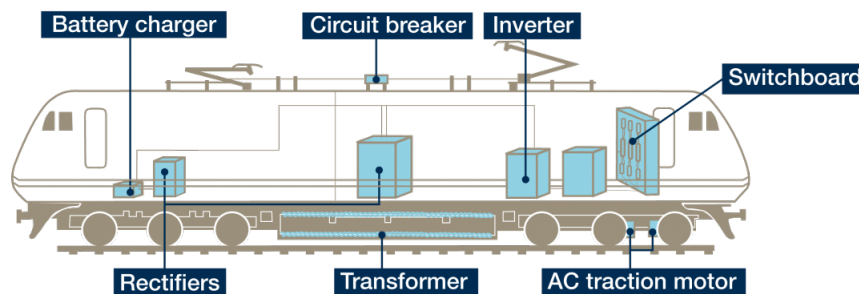 Battery charger
Circuit breaker
Inverter
Switchboard
Rectifiers
Transformer
AC traction motor